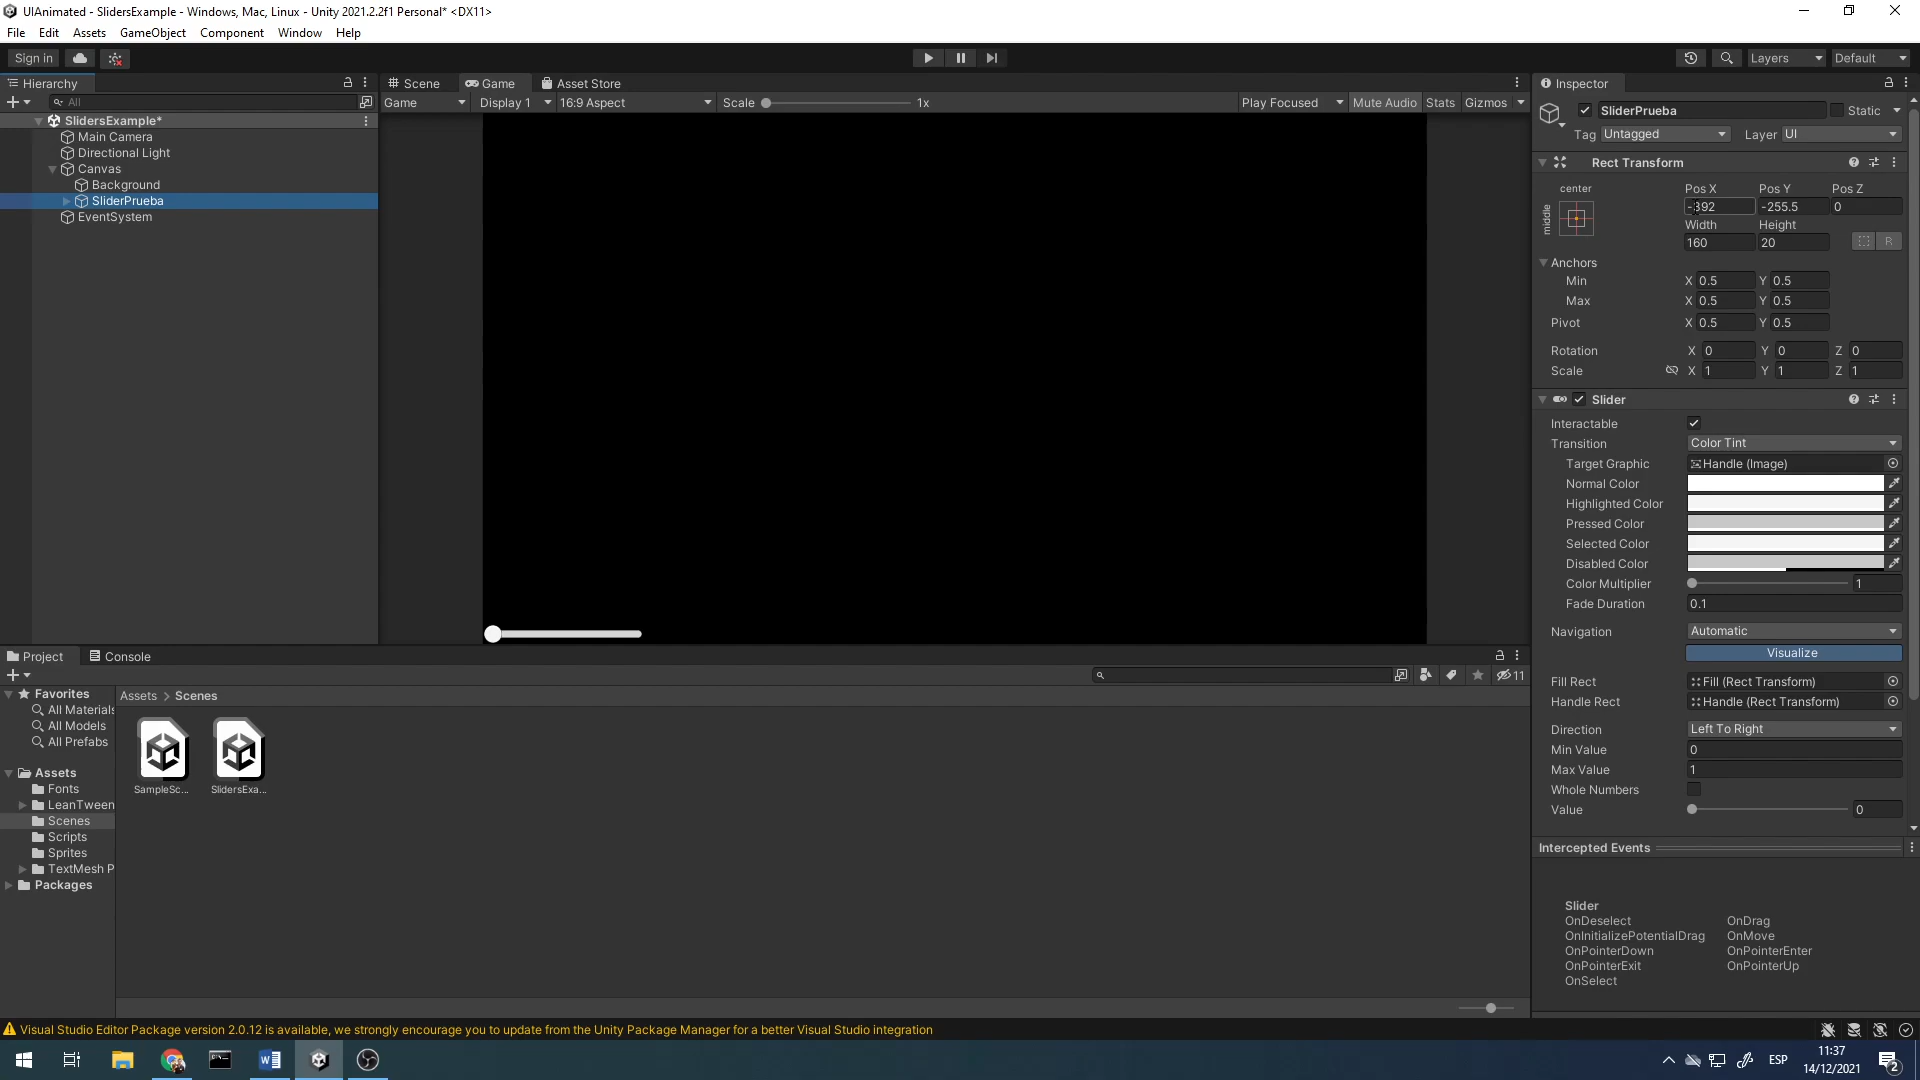 UIAnimated - SlidersExample - Windows, Mac, Linux - Unity 2021.2.2f1 Personal* <DX11>
File Edit Assets GameObject Component Window Help
Sign in
Layers
Default
Hierarchy
All
SlidersExample*
Main Camera
Directional Light
Canvas
Background
SliderPrueba
EventSystem
Scene
Game
Asset Store
Game
Display 1
16:9 Aspect
Scale
1x
Play Focused
Mute Audio
Stats
Gizmos
Inspector
SliderPrueba
Static
Tag Untagged
Layer UI
Rect Transform
center
middle
Pos X Pos Y Pos Z
-392 -255.5 0
Width Height
160 20
R
Anchors
Min X 0.5 Y 0.5
Max X 0.5 Y 0.5
Pivot X 0.5 Y 0.5
Rotation X 0 Y 0 Z 0
Scale X 1 Y 1 Z 1
Slider
Interactable
Transition Color Tint
Target Graphic Handle (Image)
Normal Color
Highlighted Color
Pressed Color
Selected Color
Disabled Color
Color Multiplier 1
Fade Duration 0.1
Navigation Automatic
Visualize
Fill Rect Fill (Rect Transform)
Handle Rect Handle (Rect Transform)
Direction Left To Right
Min Value 0
Max Value 1
Whole Numbers
Value 0
Intercepted Events
Slider
OnDeselect OnDrag
OnInitializePotentialDrag OnMove
OnPointerDown OnPointerEnter
OnPointerExit OnPointerUp
OnSelect
Project
Console
11
Favorites
All Materials
All Models
All Prefabs
Assets
Fonts
LeanTween
Scenes
Scripts
Sprites
TextMesh P
Packages
Assets > Scenes
SampleSc...
SlidersExa...
Visual Studio Editor Package version 2.0.12 is available, we strongly encourage you to update from the Unity Package Manager for a better Visual Studio integration
ESP
11:37
14/12/2021
2